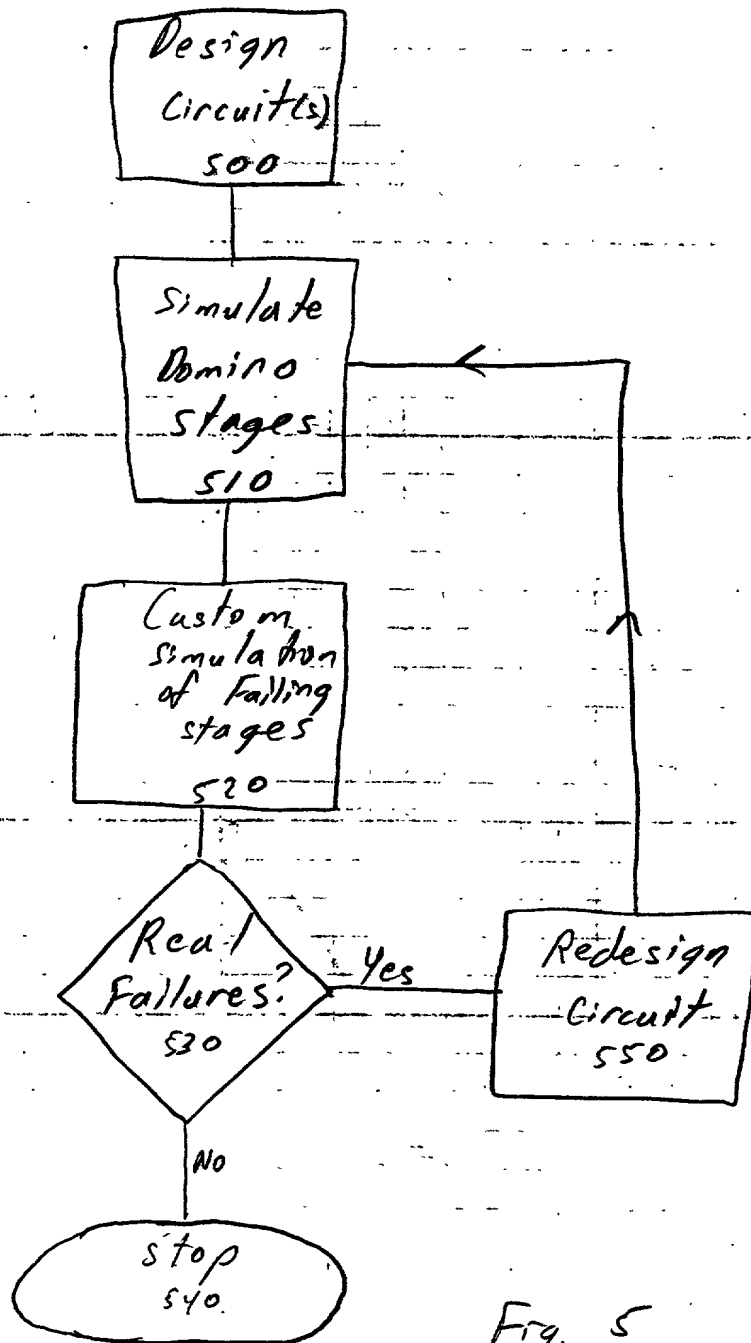 Design
Circuit(s)
500
Simulate
Domino
stages
510
Custom
simulation
of Failing
stages
520
Real
Failures?
530
Yes
Redesign
Circuit
550
No
stop
540
Fig. 5